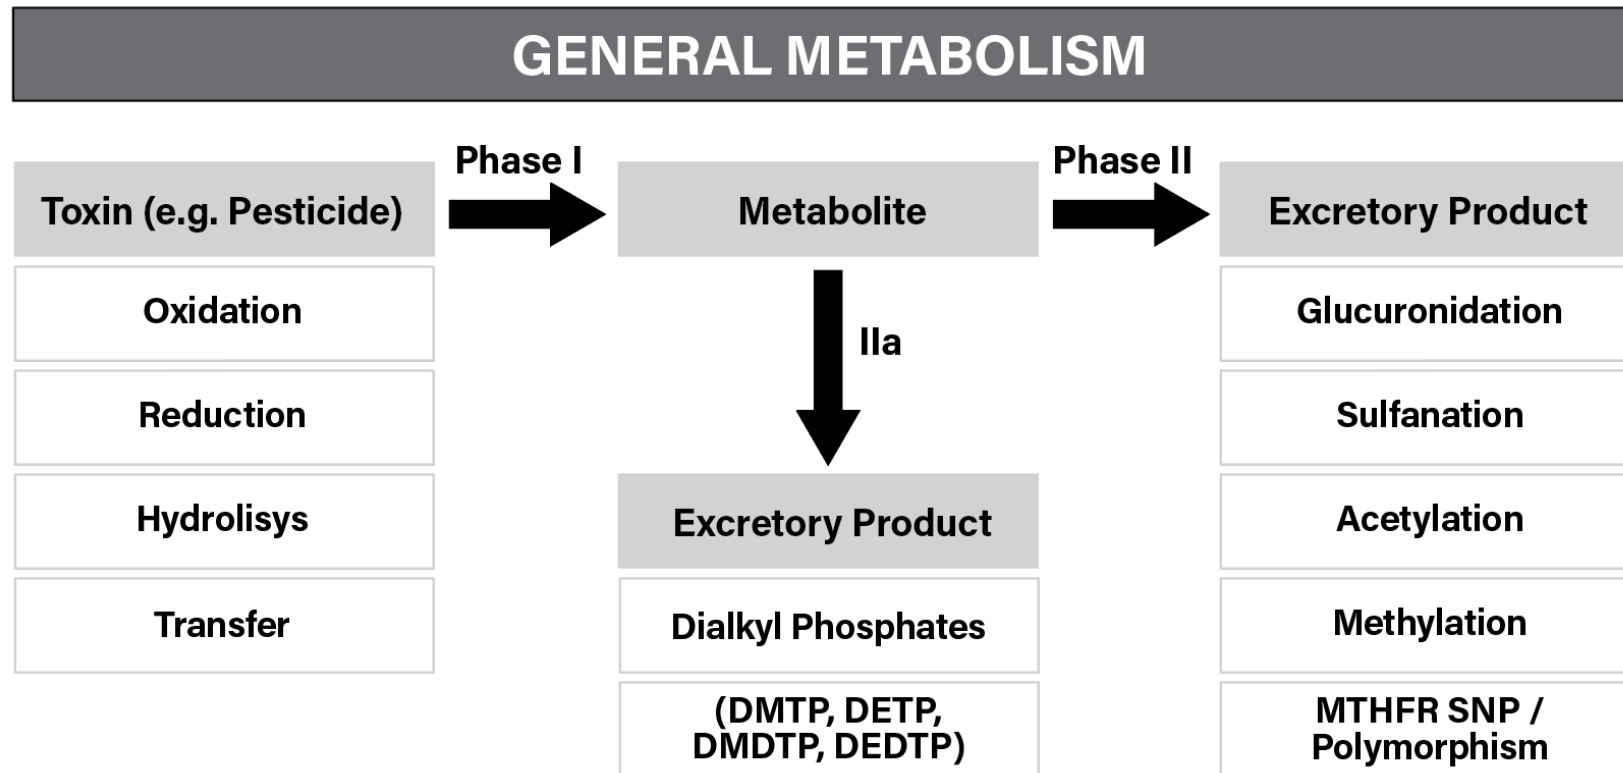 GENERAL METABOLISM
Phase I
Phase II
Toxin (e.g. Pesticide)
Metabolite
Excretory Product
Oxidation
Reduction
Hydrolisys
Transfer
IIa
Excretory Product
Dialkyl Phosphates
(DMTP, DETP,
DMDTP, DEDTP)
Glucuronidation
Sulfanation
Acetylation
Methylation
MTHFR SNP /
Polymorphism